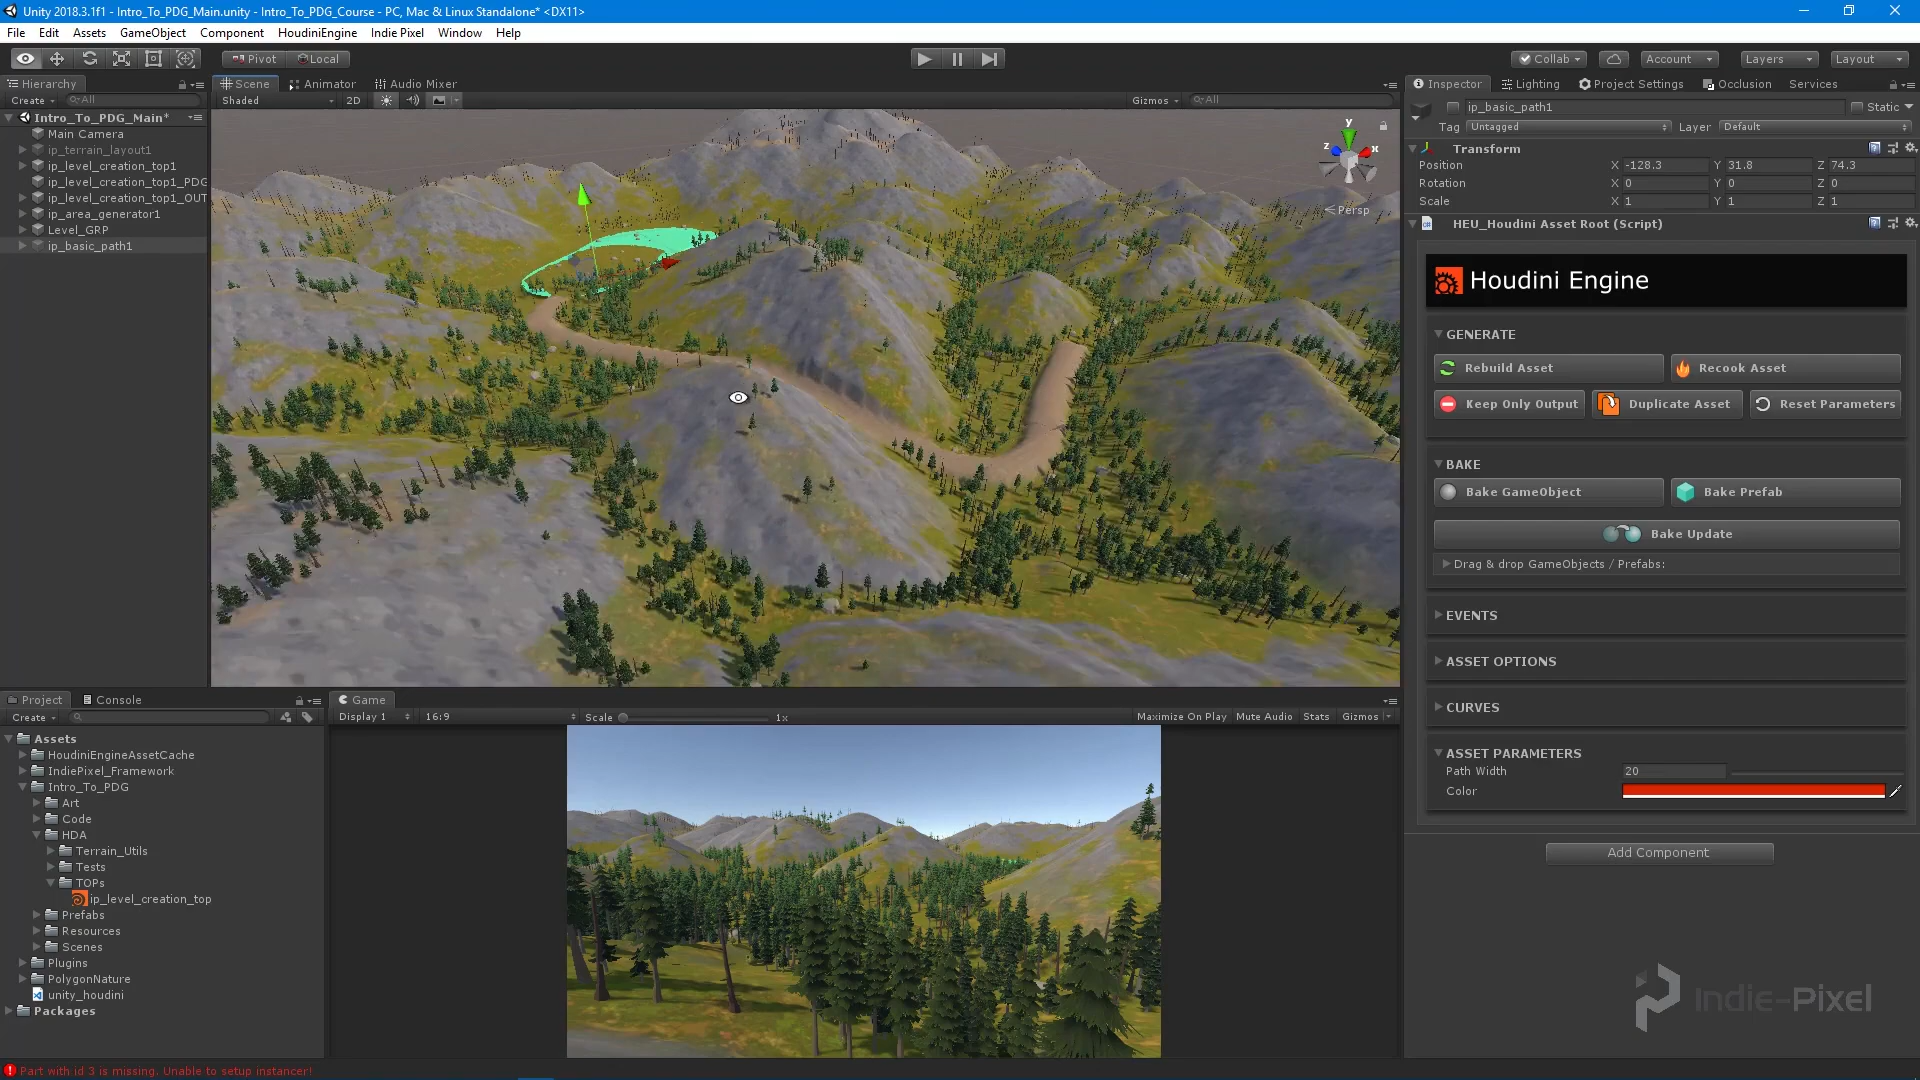 Unity 2018.3.1f1 - Intro_To_PDG_Main.unity - Intro_To_PDG_Course - PC, Mac & Linux Standalone* <DX11>
File Edit Assets GameObject Component HoudiniEngine Indie Pixel Window Help
Pivot Local Collab Account Layers Layout
Hierarchy
Create All
Intro_To_PDG_Main*
Main Camera
ip_terrain_layout1
ip_level_creation_top1
ip_level_creation_top1_PDG
ip_level_creation_top1_OUT
ip_area_generator1
Level_GRP
ip_basic_path1
Scene Animator Audio Mixer
Shaded 2D Gizmos All
y
z x
Persp
Inspector Lighting Project Settings Occlusion Services
ip_basic_path1 Static
Tag Untagged Layer Default
Transform
Position X -128.3 Y 31.8 Z 74.3
Rotation X 0 Y 0 Z 0
Scale X 1 Y 1 Z 1
HEU_Houdini Asset Root (Script)
Houdini Engine
GENERATE
Rebuild Asset Recook Asset
Keep Only Output Duplicate Asset Reset Parameters
BAKE
Bake GameObject Bake Prefab
Bake Update
Drag & drop GameObjects / Prefabs:
EVENTS
ASSET OPTIONS
CURVES
ASSET PARAMETERS
Path Width 20
Color
Add Component
Project Console
Create
Assets
HoudiniEngineAssetCache
IndiePixel_Framework
Intro_To_PDG
Art
Code
HDA
Terrain_Utils
Tests
TOPs
ip_level_creation_top
Prefabs
Resources
Scenes
Plugins
PolygonNature
unity_houdini
Packages
Game
Display 1 16:9 Scale 1x Maximize On Play Mute Audio Stats Gizmos
Indie-Pixel
Part with id 3 is missing. Unable to setup instancer!